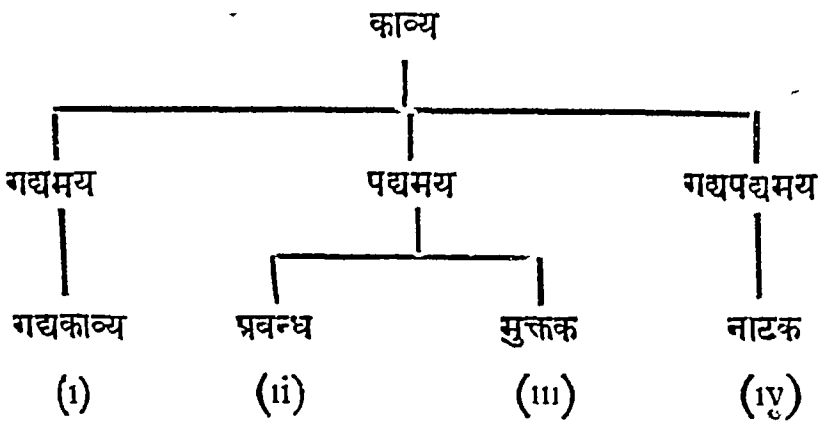 काव्य
गद्यमय पद्यमय गद्यपद्यमय
गद्यकाव्य प्रबन्ध मुक्तक नाटक
(i) (ii) (iii) (iv)